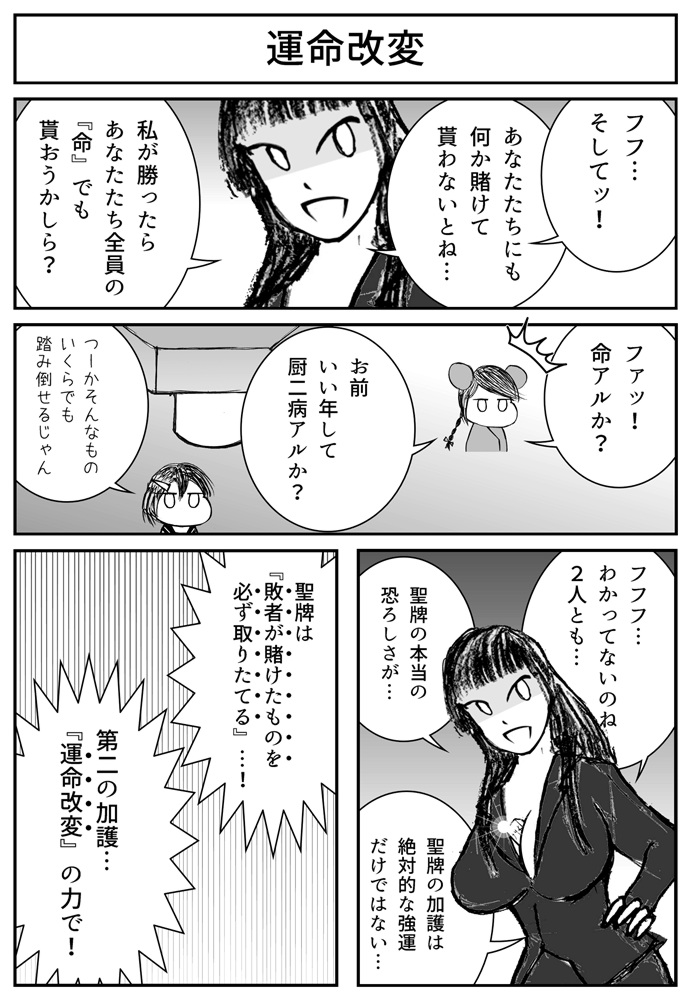 運命改変
フフ…
そしてッ！
あなたたちにも
何か賭けて
貰わないとね…
私が勝ったら
あなたたち全員の
『命』でも
貰おうかしら？
ファッ！
命アルか？
お前
いい年して
厨二病アルか？
つーかそんなもの
いくらでも
踏み倒せるじゃん
フフフ…
わかってないのね
２人とも…
聖牌の本当の
恐ろしさが…
聖牌の加護は
絶対的な強運
だけではない…
聖牌は
『敗者が賭けたものを
必ず取りたてる』…！
第二の加護…
『運命改変』の力で！